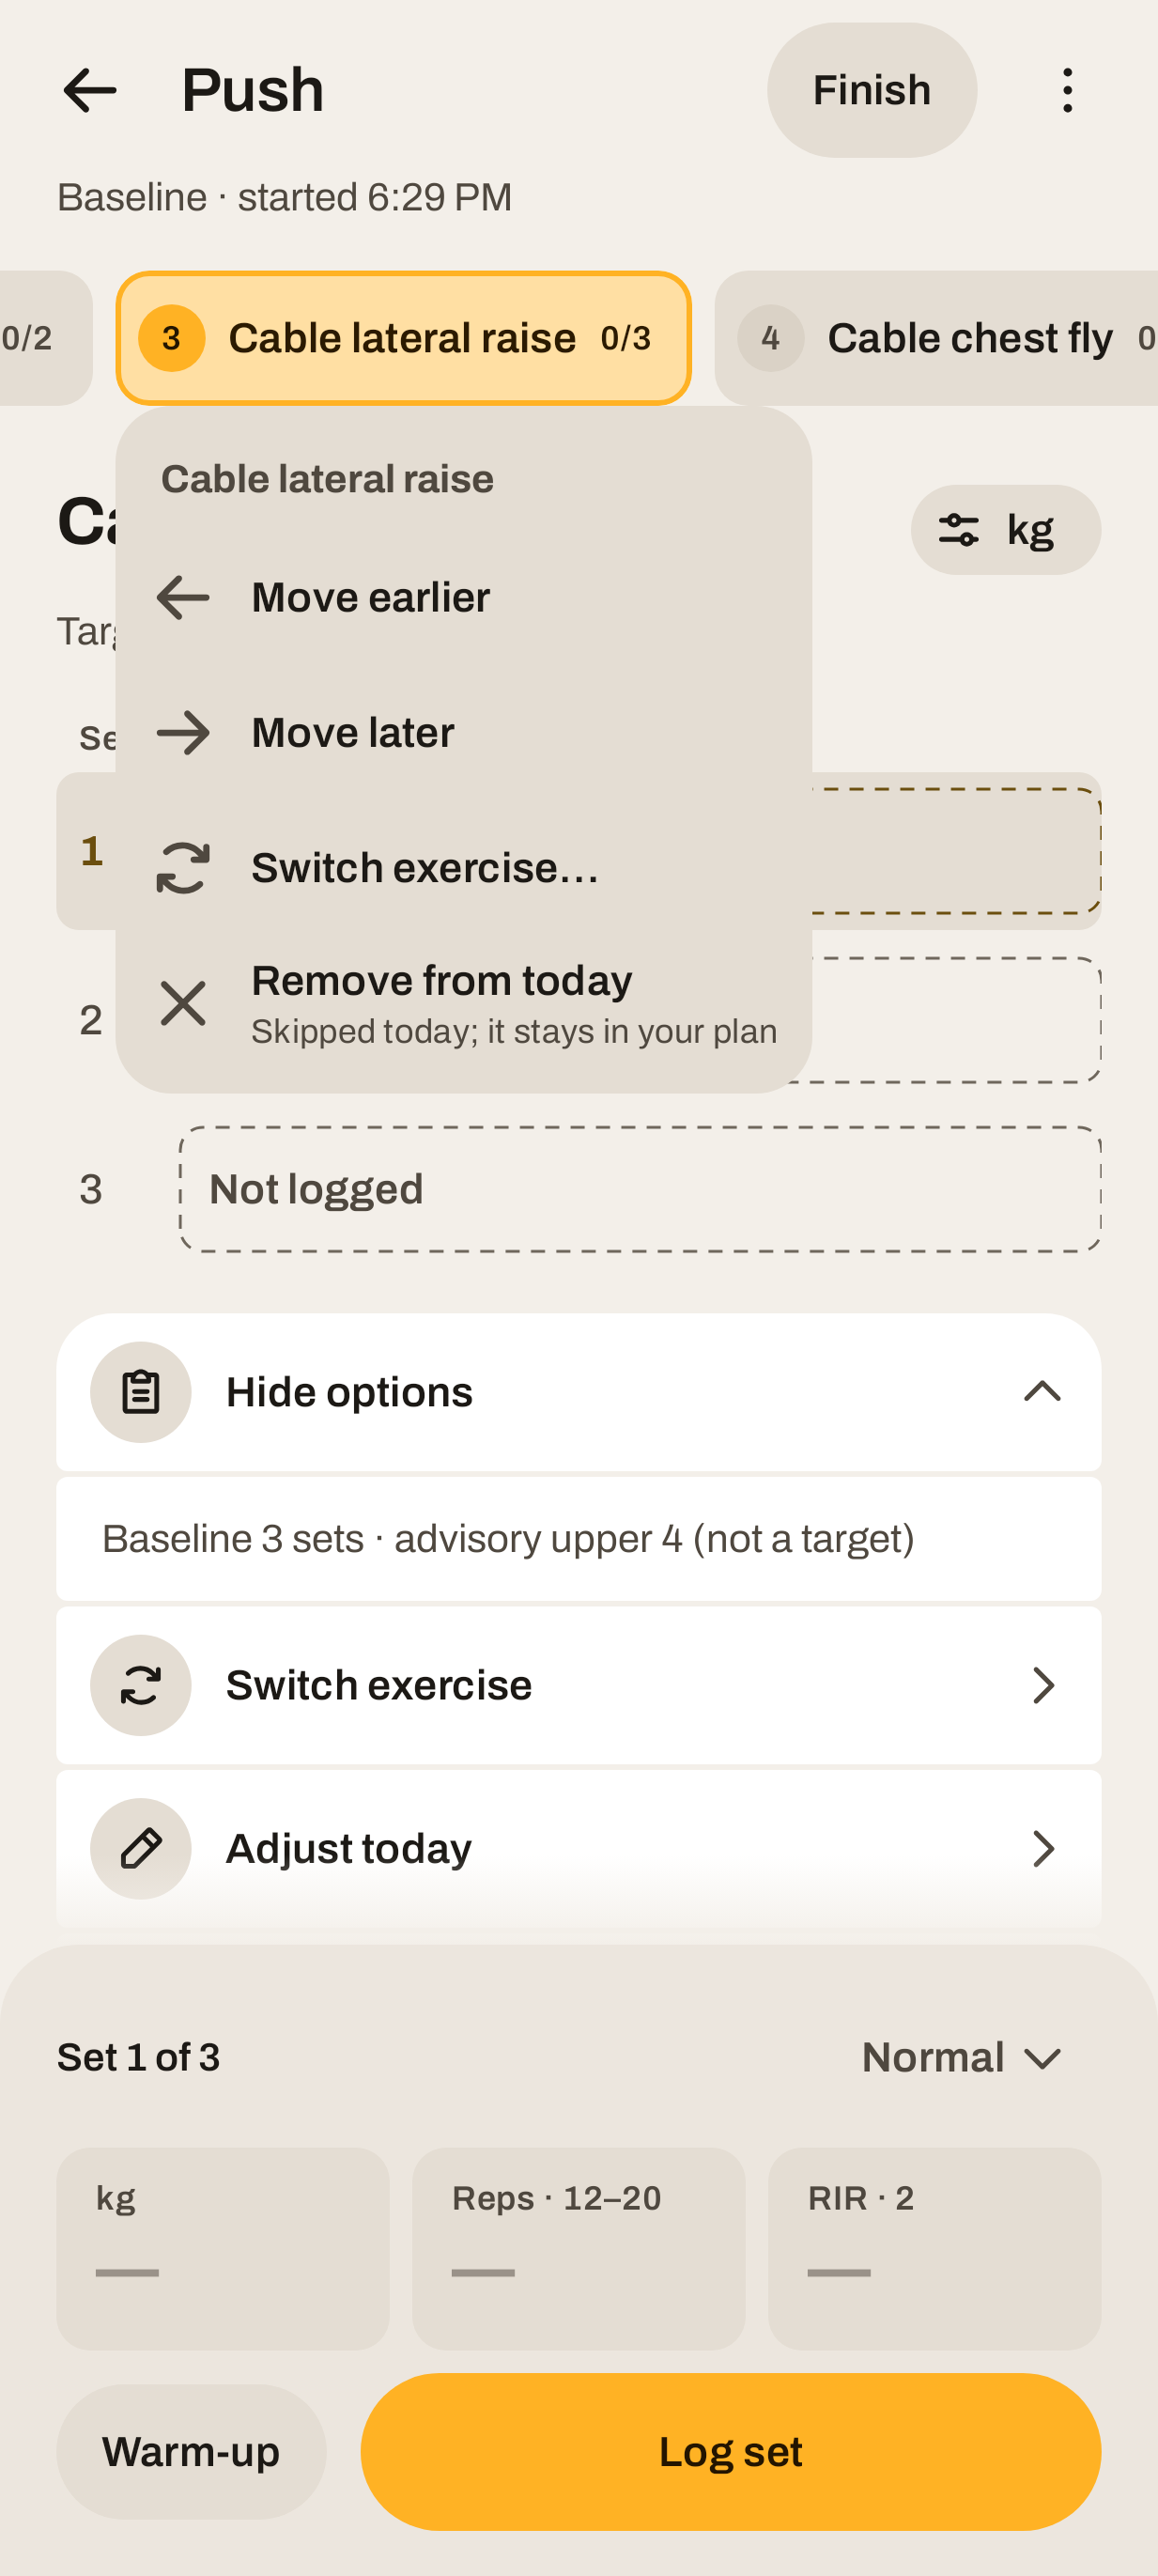 Push
Finish
Baseline · started 6:29 PM
0/2
3 Cable lateral raise 0/3
4 Cable chest fly 0
Cable lateral raise
kg
Move earlier
Move later
1
Switch exercise...
2
Remove from today
Skipped today; it stays in your plan
3
Not logged
Hide options
Baseline 3 sets · advisory upper 4 (not a target)
Switch exercise
Adjust today
Set 1 of 3
Normal
kg
Reps · 12–20
RIR · 2
—
—
—
Warm-up
Log set